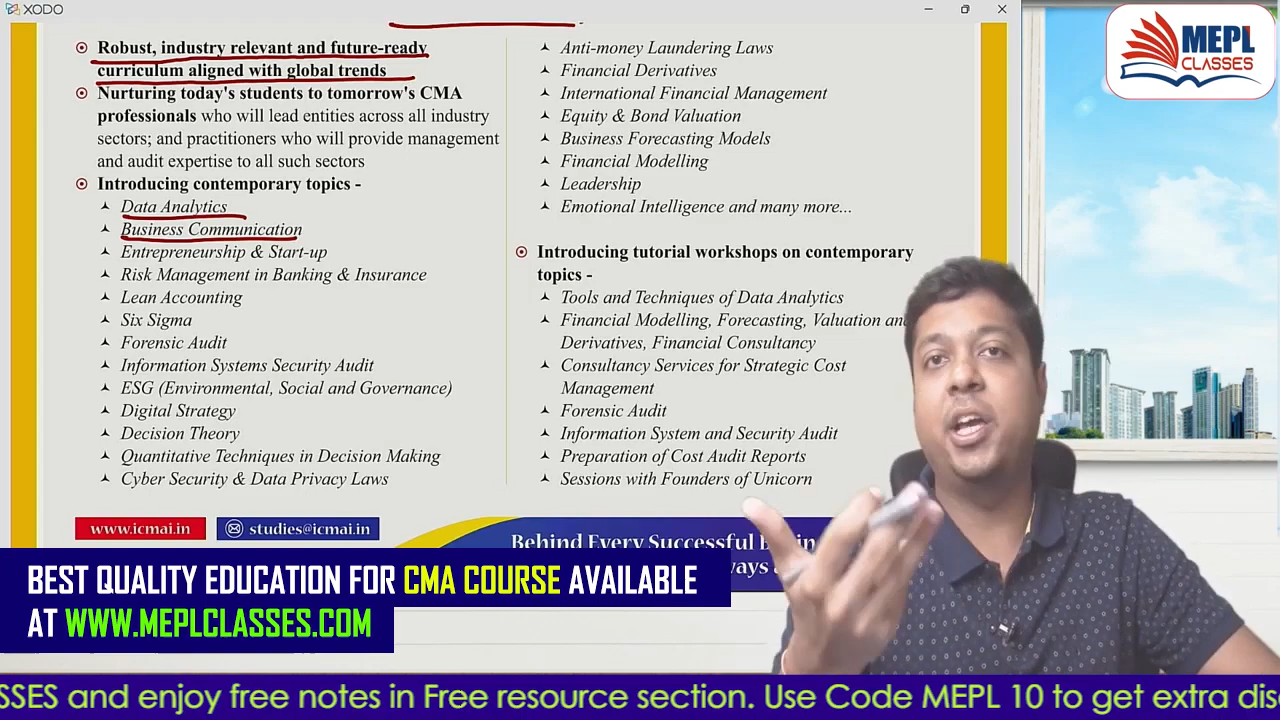 XODO
MEPL
CLASSES
Robust, industry relevant and future-ready
curriculum aligned with global trends
Nurturing today's students to tomorrow's CMA
professionals who will lead entities across all industry
sectors; and practitioners who will provide management
and audit expertise to all such sectors
Introducing contemporary topics -
Data Analytics
Business Communication
Entrepreneurship & Start-up
Risk Management in Banking & Insurance
Lean Accounting
Six Sigma
Forensic Audit
Information Systems Security Audit
ESG (Environmental, Social and Governance)
Digital Strategy
Decision Theory
Quantitative Techniques in Decision Making
Cyber Security & Data Privacy Laws
Anti-money Laundering Laws
Financial Derivatives
International Financial Management
Equity & Bond Valuation
Business Forecasting Models
Financial Modelling
Leadership
Emotional Intelligence and many more...
Introducing tutorial workshops on contemporary
topics -
Tools and Techniques of Data Analytics
Financial Modelling, Forecasting, Valuation and
Derivatives, Financial Consultancy
Consultancy Services for Strategic Cost
Management
Forensic Audit
Information System and Security Audit
Preparation of Cost Audit Reports
Sessions with Founders of Unicorn
www.icmai.in
studies@icmai.in
Behind Every Successful
BEST QUALITY EDUCATION FOR CMA COURSE AVAILABLE
AT WWW.MEPLCLASSES.COM
and enjoy free notes in Free resource section. Use Code MEPL 10 to get extra